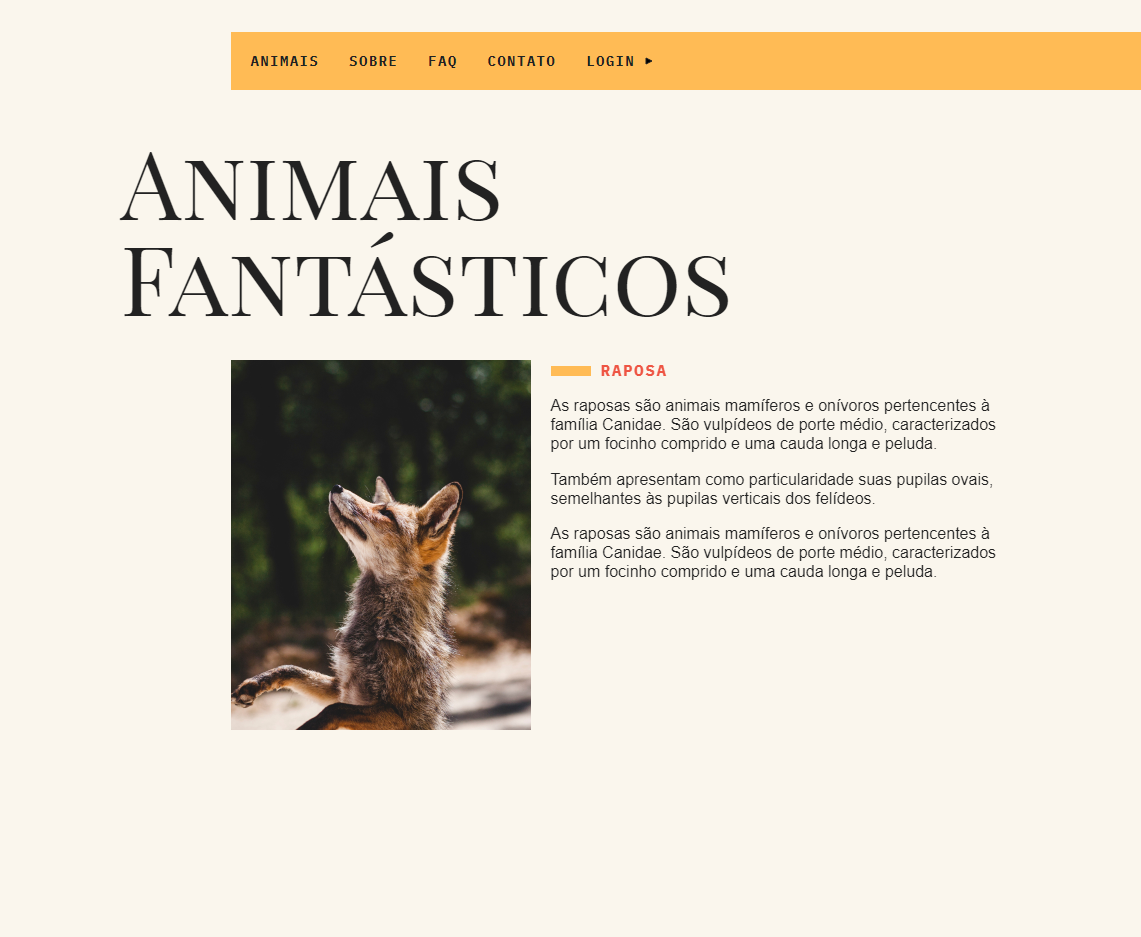 ANIMAIS SOBRE FAQ CONTATO LOGIN ▸
ANIMAIS
FANTÁSTICOS
RAPOSA
As raposas são animais mamíferos e onívoros pertencentes à
família Canidae. São vulpídeos de porte médio, caracterizados
por um focinho comprido e uma cauda longa e peluda.
Também apresentam como particularidade suas pupilas ovais,
semelhantes às pupilas verticais dos felídeos.
As raposas são animais mamíferos e onívoros pertencentes à
família Canidae. São vulpídeos de porte médio, caracterizados
por um focinho comprido e uma cauda longa e peluda.